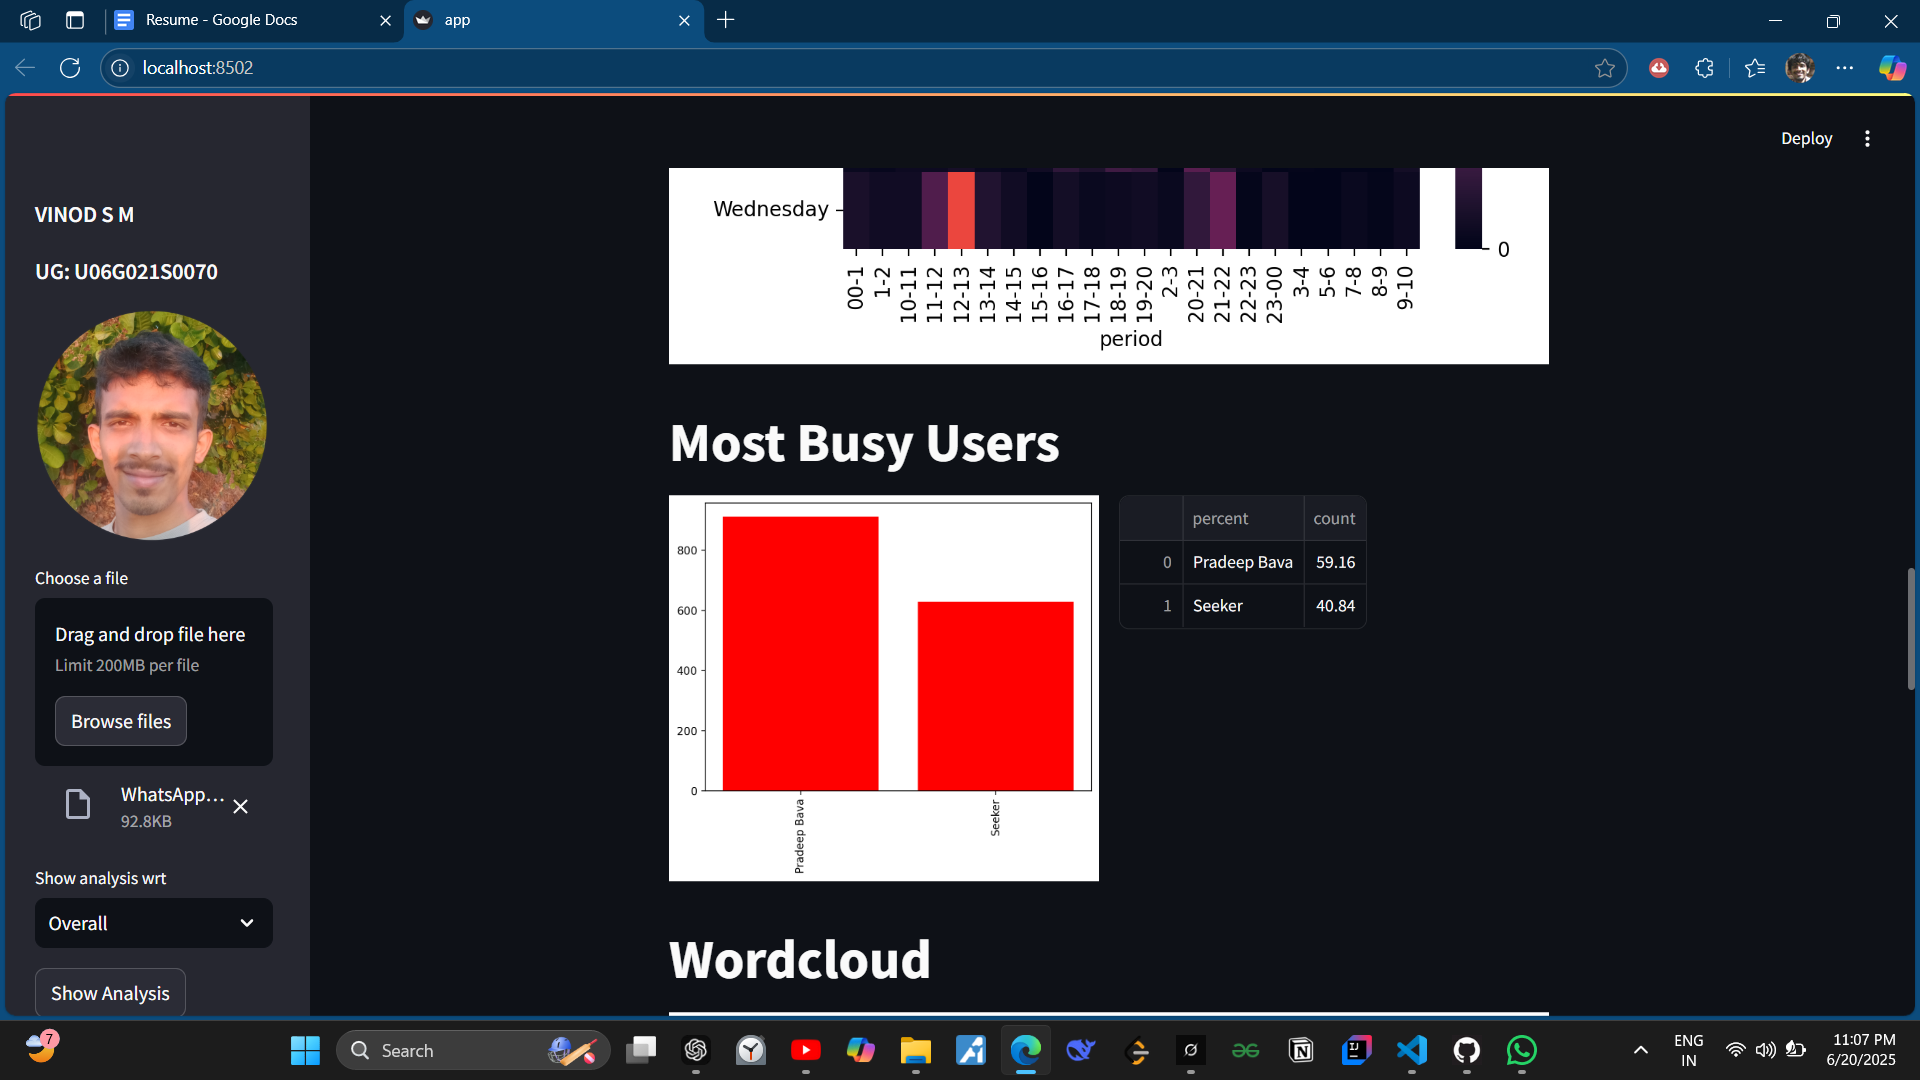 Resume - Google Docs
app
localhost:8502
Deploy
VINOD S M
UG: U06G021S0070
Choose a file
Drag and drop file here
Limit 200MB per file
Browse files
WhatsApp...
92.8KB
Show analysis wrt
Overall
Show Analysis
Wednesday
0
00-1
1-2
10-11
11-12
12-13
13-14
14-15
15-16
16-17
17-18
18-19
19-20
2-3
20-21
21-22
22-23
23-00
3-4
5-6
7-8
8-9
9-10
period
Most Busy Users
800
600
400
200
0
Pradeep Bava
Seeker
percent count
0 Pradeep Bava 59.16
1 Seeker 40.84
Wordcloud
7
Search
ENG
IN
11:07 PM
6/20/2025